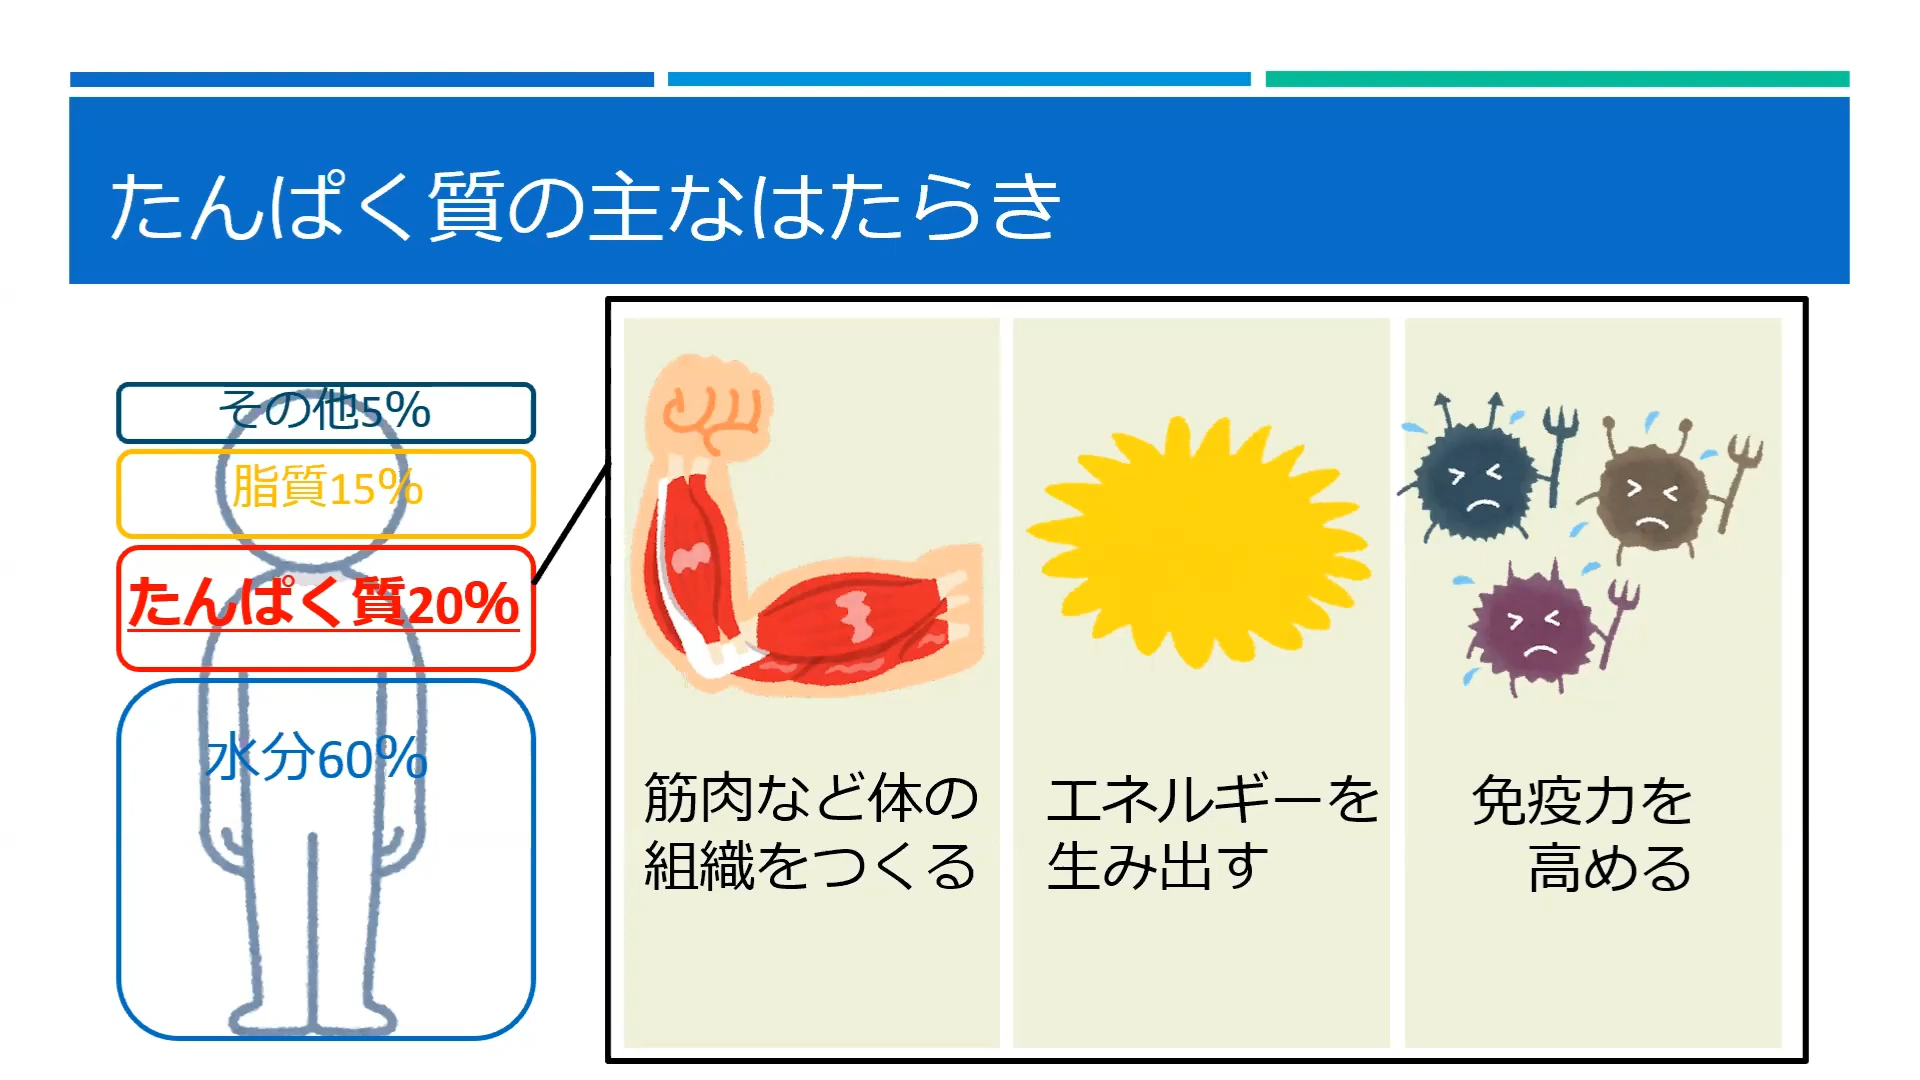 たんぱく質の主なはたらき
その他5%
脂質15%
たんぱく質20%
水分60%
筋肉など体の
組織をつくる
エネルギーを
生み出す
免疫力を
高める